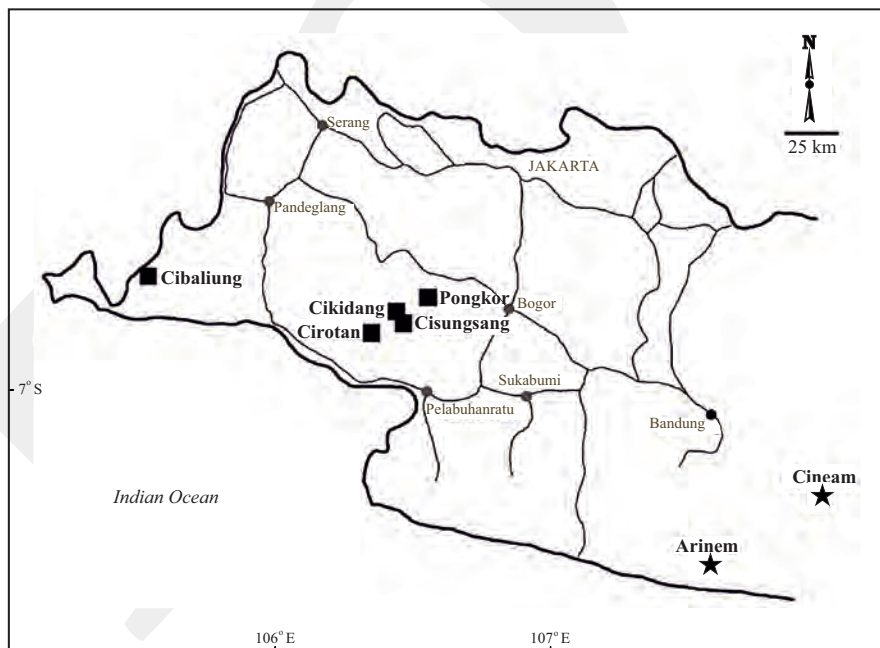 N
25 km
Serang
JAKARTA
Pandeglang
Cibaliung
Pongkor
Cikidang
Bogor
Cisungsang
Cirotan
7° S
Sukabumi
Pelabuhanratu
Bandung
Cineam
Indian Ocean
Arinem
106° E
107° E